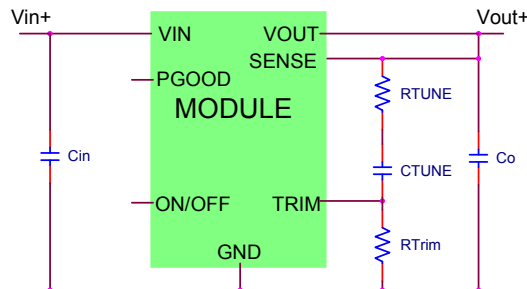 Vin+
Vout+
VIN
VOUT
SENSE
PGOOD
MODULE
RTUNE
Cin
CTUNE
Co
ON/OFF
TRIM
RTrim
GND